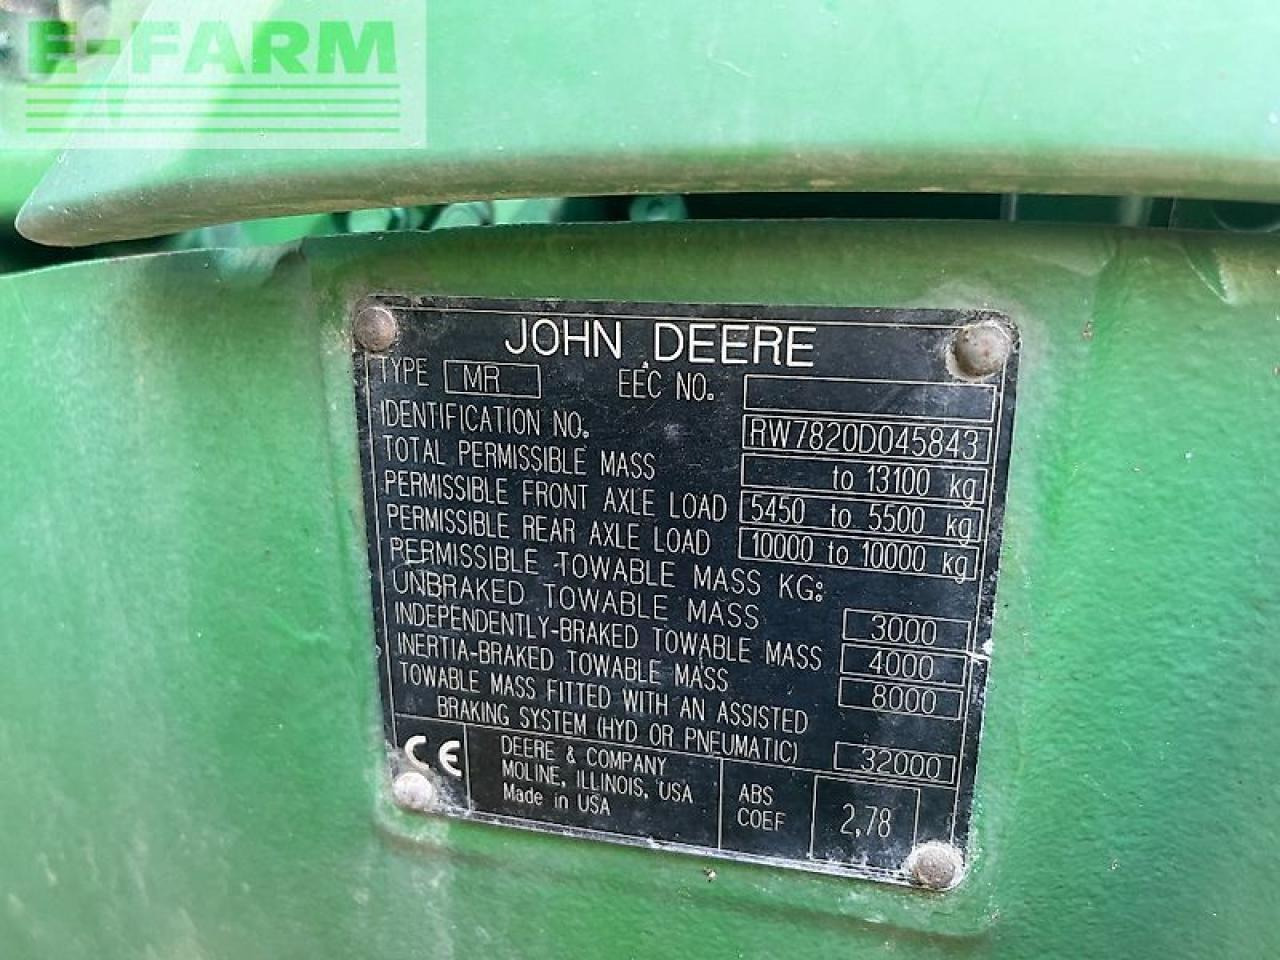 E-FARM
JOHN DEERE
TYPE MR EEC NO.
IDENTIFICATION NO. RW7820D045843
TOTAL PERMISSIBLE MASS to 13100 kg
PERMISSIBLE FRONT AXLE LOAD 5450 to 5500 kg
PERMISSIBLE REAR AXLE LOAD 10000 to 10000 kg
PERMISSIBLE TOWABLE MASS KG:
UNBRAKED TOWABLE MASS 3000
INDEPENDENTLY-BRAKED TOWABLE MASS 4000
INERTIA-BRAKED TOWABLE MASS 8000
TOWABLE MASS FITTED WITH AN ASSISTED
BRAKING SYSTEM (HYD OR PNEUMATIC) 32000
CE
DEERE & COMPANY
MOLINE, ILLINOIS, USA
Made in USA
ABS
COEF
2,78